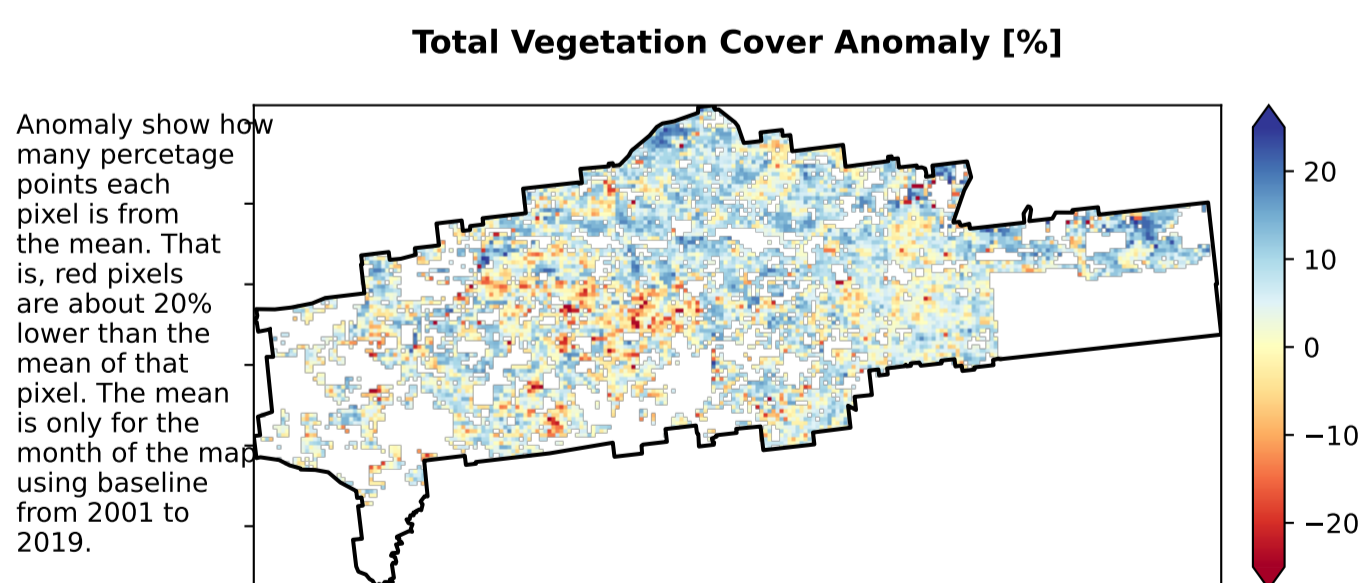 Total Vegetation Cover Anomaly [%]
Anomaly show how
many percetage
points each
pixel is from
the mean. That
is, red pixels
are about 20%
lower than the
mean of that
pixel. The mean
is only for the
month of the map
using baseline
from 2001 to
2019.
20
10
0
−10
−20